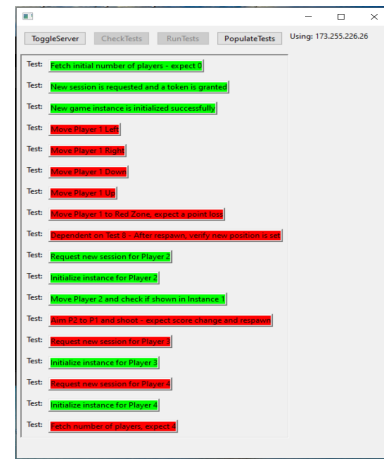 ToggleServer CheckTests RunTests PopulateTests Using: 173.255.226.26
Test: Fetch initial number of players - expect 0
Test: New session is requested and a token is granted
Test: New game instance is initialized successfully
Test: Move Player 1 Left
Test: Move Player 1 Right
Test: Move Player 1 Down
Test: Move Player 1 Up
Test: Move Player 1 to Red Zone, expect a point loss
Test: Dependent on Test 8 - After respawn, verify new position is set
Test: Request new session for Player 2
Test: Initialize instance for Player 2
Test: Move Player 2 and check if shown in Instance 1
Test: Aim P2 to P1 and shoot - expect score change and respawn
Test: Request new session for Player 3
Test: Initialize instance for Player 3
Test: Request new session for Player 4
Test: Initialize instance for Player 4
Test: Fetch number of players, expect 4